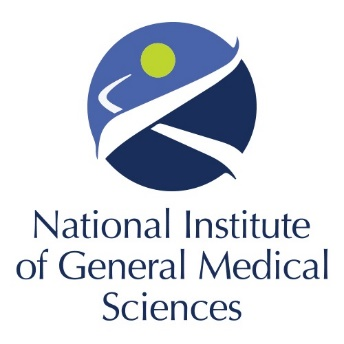 National Institute
of General Medical
Sciences